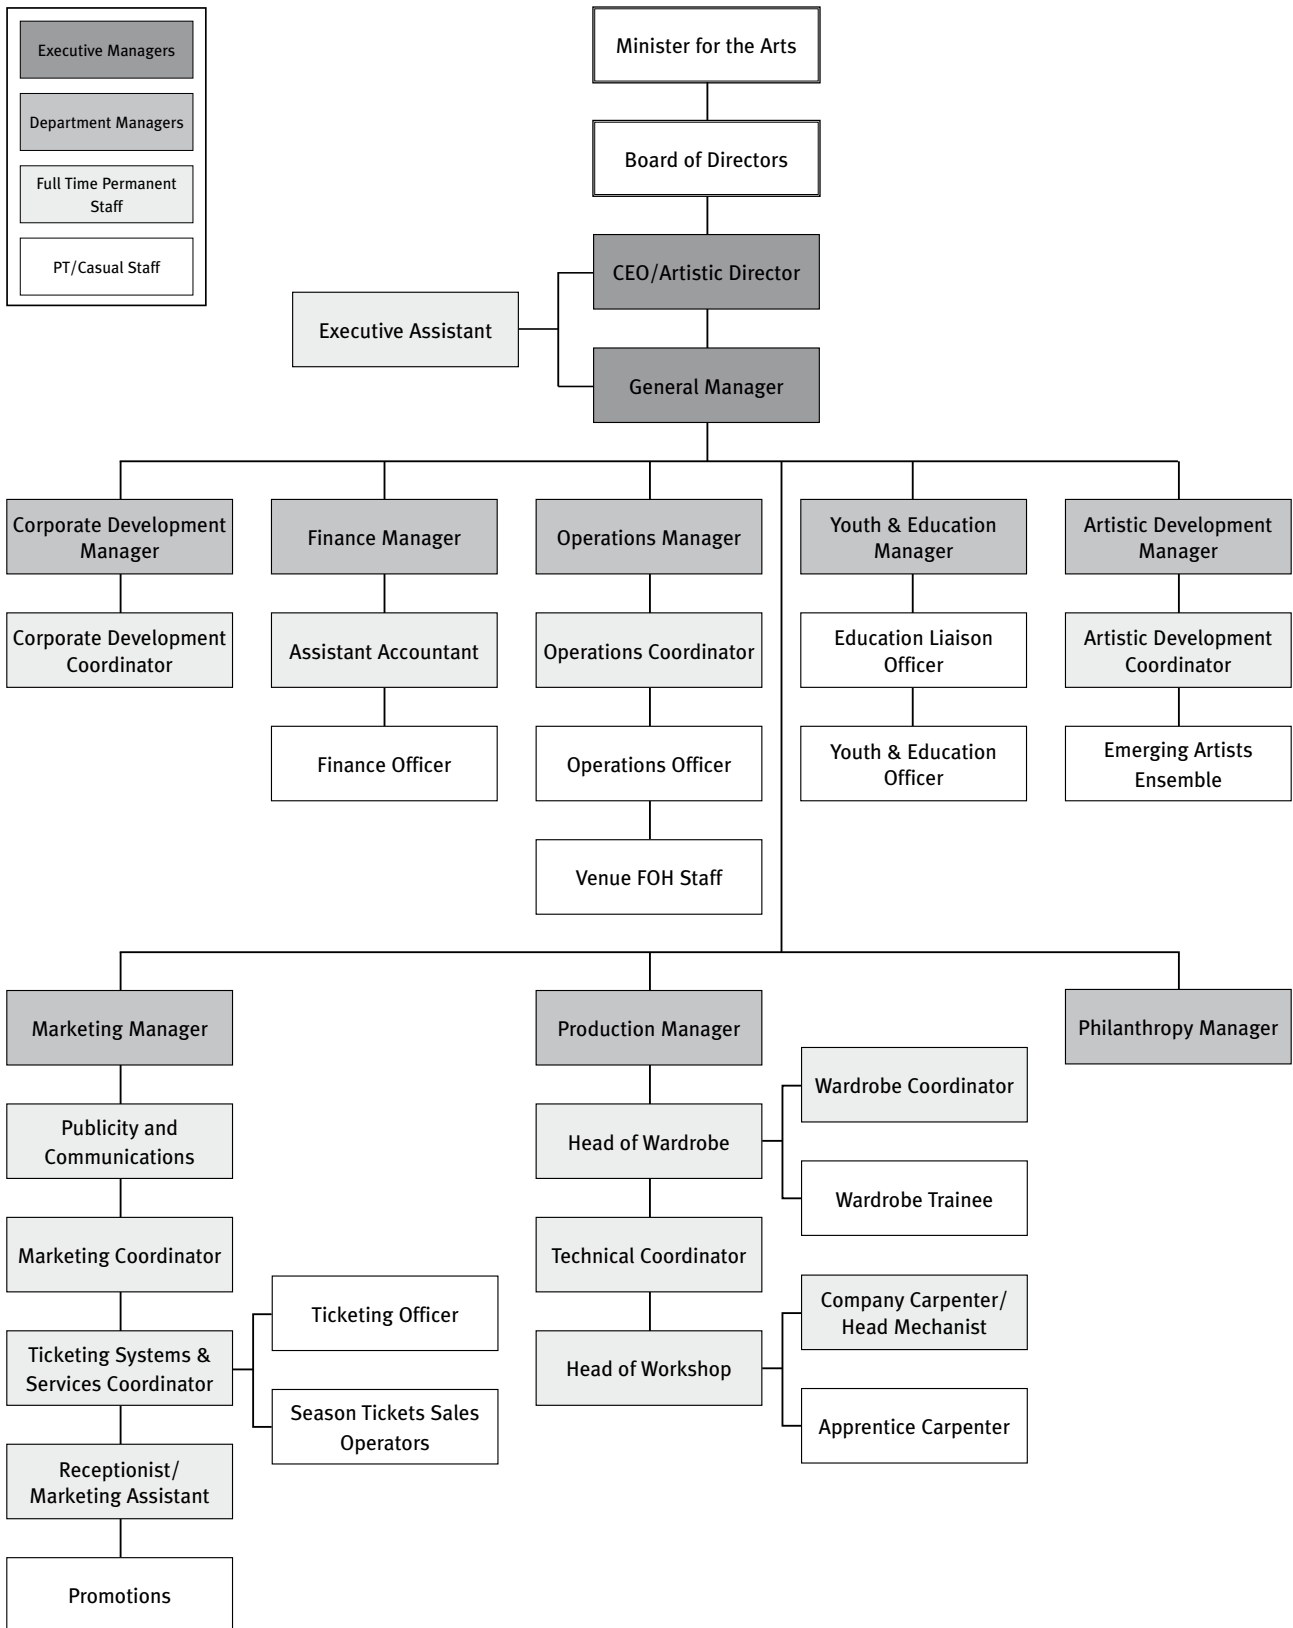 Executive Managers
Department Managers
Full Time Permanent
Staff
PT/Casual Staff
Minister for the Arts
Board of Directors
CEO/Artistic Director
Executive Assistant
General Manager
Corporate Development
Manager
Finance Manager
Operations Manager
Youth & Education
Manager
Artistic Development
Manager
Corporate Development
Coordinator
Assistant Accountant
Operations Coordinator
Education Liaison
Officer
Artistic Development
Coordinator
Finance Officer
Operations Officer
Youth & Education
Officer
Emerging Artists
Ensemble
Venue FOH Staff
Marketing Manager
Production Manager
Philanthropy Manager
Publicity and
Communications
Head of Wardrobe
Wardrobe Coordinator
Wardrobe Trainee
Marketing Coordinator
Technical Coordinator
Ticketing Systems &
Services Coordinator
Ticketing Officer
Season Tickets Sales
Operators
Head of Workshop
Company Carpenter/
Head Mechanist
Apprentice Carpenter
Receptionist/
Marketing Assistant
Promotions